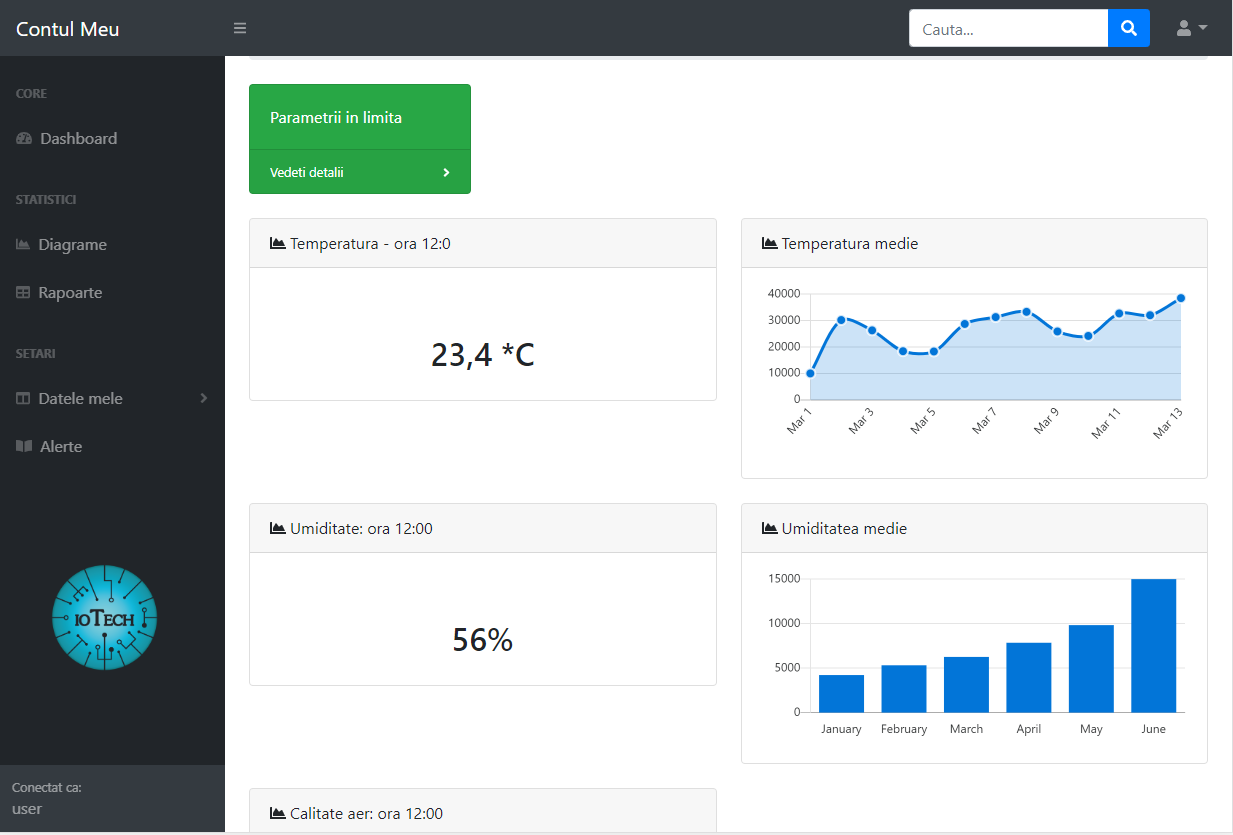 Contul Meu
Cauta...
CORE
Dashboard
STATISTICI
Diagrame
Rapoarte
SETARI
Datele mele
Alerte
IOTECH
Conectat ca:
user
Parametrii in limita
Vedeti detalii
Temperatura - ora 12:0
23,4 *C
Temperatura medie
40000
30000
20000
10000
0
Mar 1
Mar 3
Mar 5
Mar 7
Mar 9
Mar 11
Mar 13
Umiditate: ora 12:00
56%
Umiditatea medie
15000
10000
5000
0
January February March April May June
Calitate aer: ora 12:00